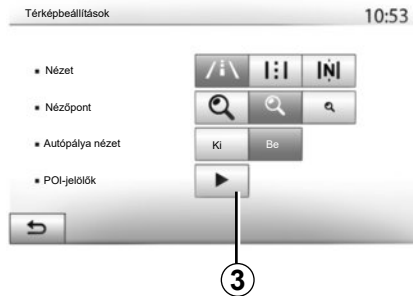 Térképbeállítások 10:53
▪ Nézet N
▪ Nézőpont
▪ Autópálya nézet Ki Be
▪ POI-jelölők
3